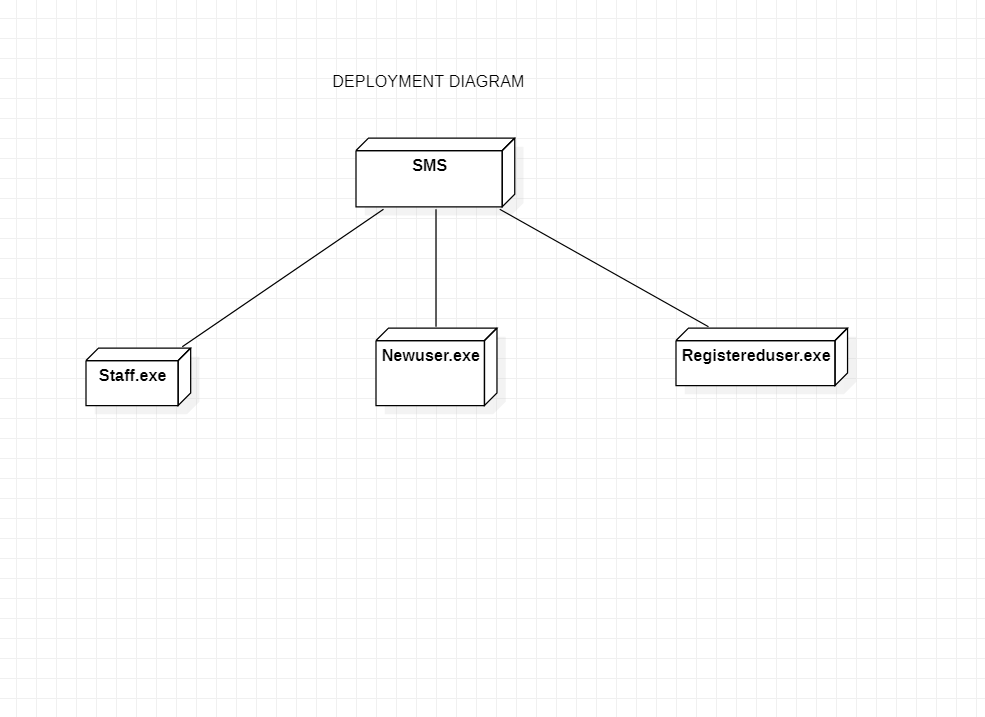 DEPLOYMENT DIAGRAM
SMS
Staff.exe
Newuser.exe
Registereduser.exe